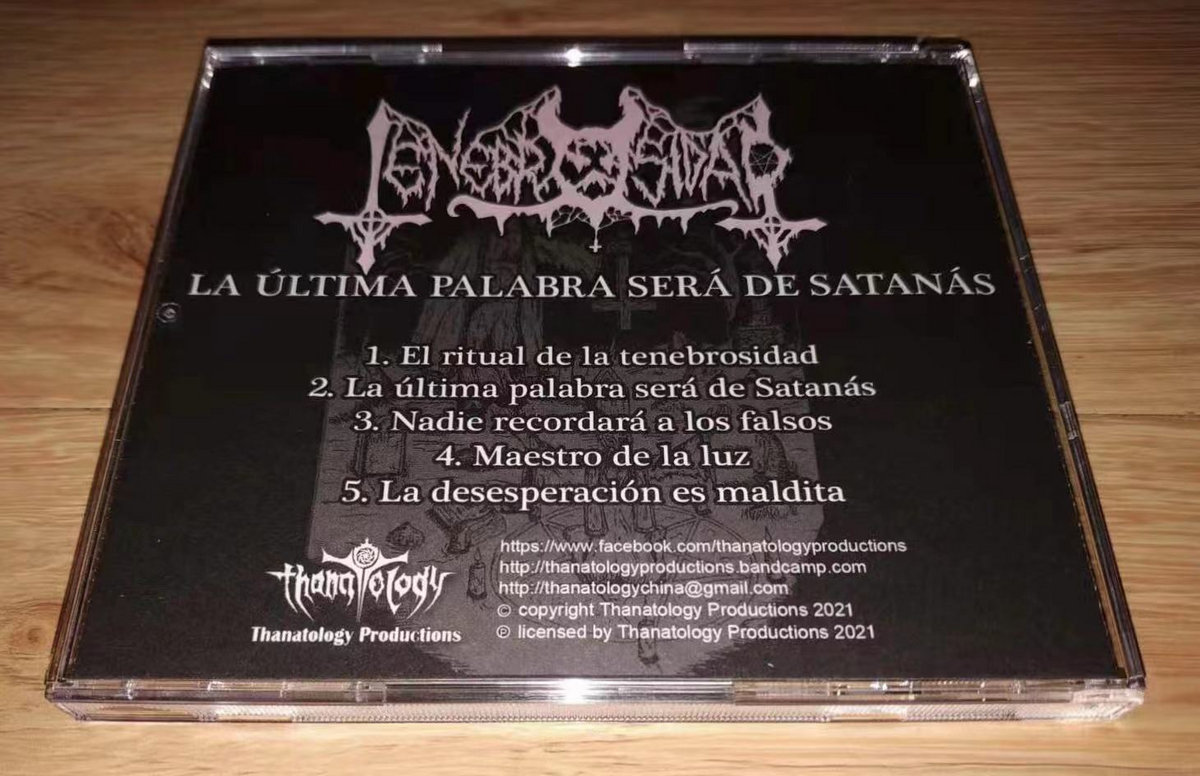 TENEBROSIDAD
LA ÚLTIMA PALABRA SERÁ DE SATANÁS
1. El ritual de la tenebrosidad
2. La última palabra será de Satanás
3. Nadie recordará a los falsos
4. Maestro de la luz
5. La desesperación es maldita
thanatology
Thanatology Productions
https://www.facebook.com/thanatologyproductions
http://thanatologyproductions.bandcamp.com
http://thanatologychina@gmail.com
© copyright Thanatology Productions 2021
℗ licensed by Thanatology Productions 2021